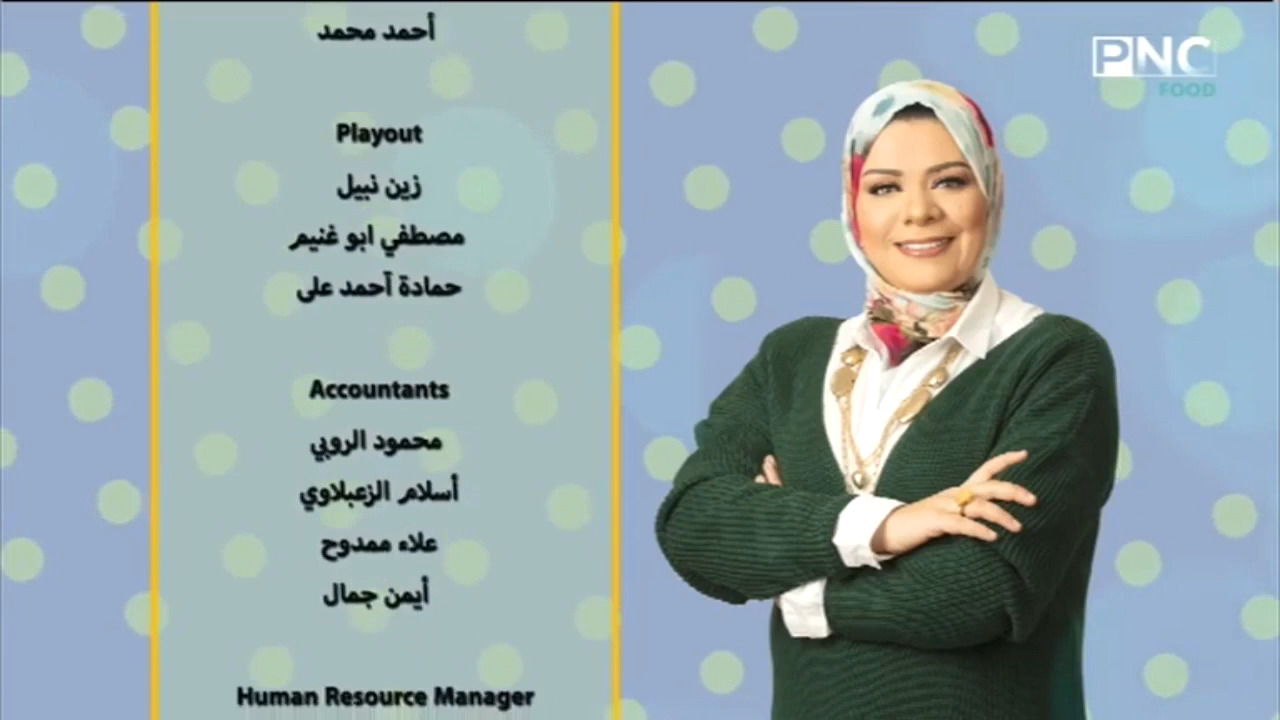 أحمد محمد
PNC
FOOD
Playout
زين نبيل
مصطفي ابو غنيم
حمادة أحمد على
Accountants
محمود الروبي
أسلام الزعبلاوي
علاء ممدوح
أيمن جمال
Human Resource Manager